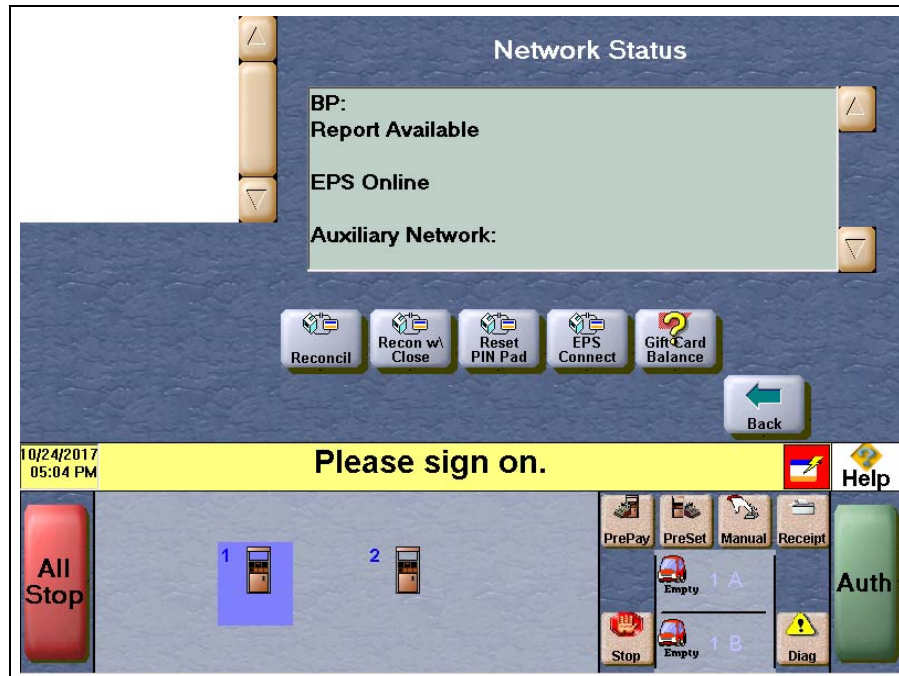 Network Status
BP:
Report Available
EPS Online
Auxiliary Network:
Reconcil
Recon w\
Close
Reset
PIN Pad
EPS
Connect
Gift Card
Balance
Back
10/24/2017
05:04 PM
Please sign on.
Help
All
Stop
1
2
PrePay
PreSet
Manual
Receipt
Empty
1 A
Stop
Empty
1 B
Diag
Auth